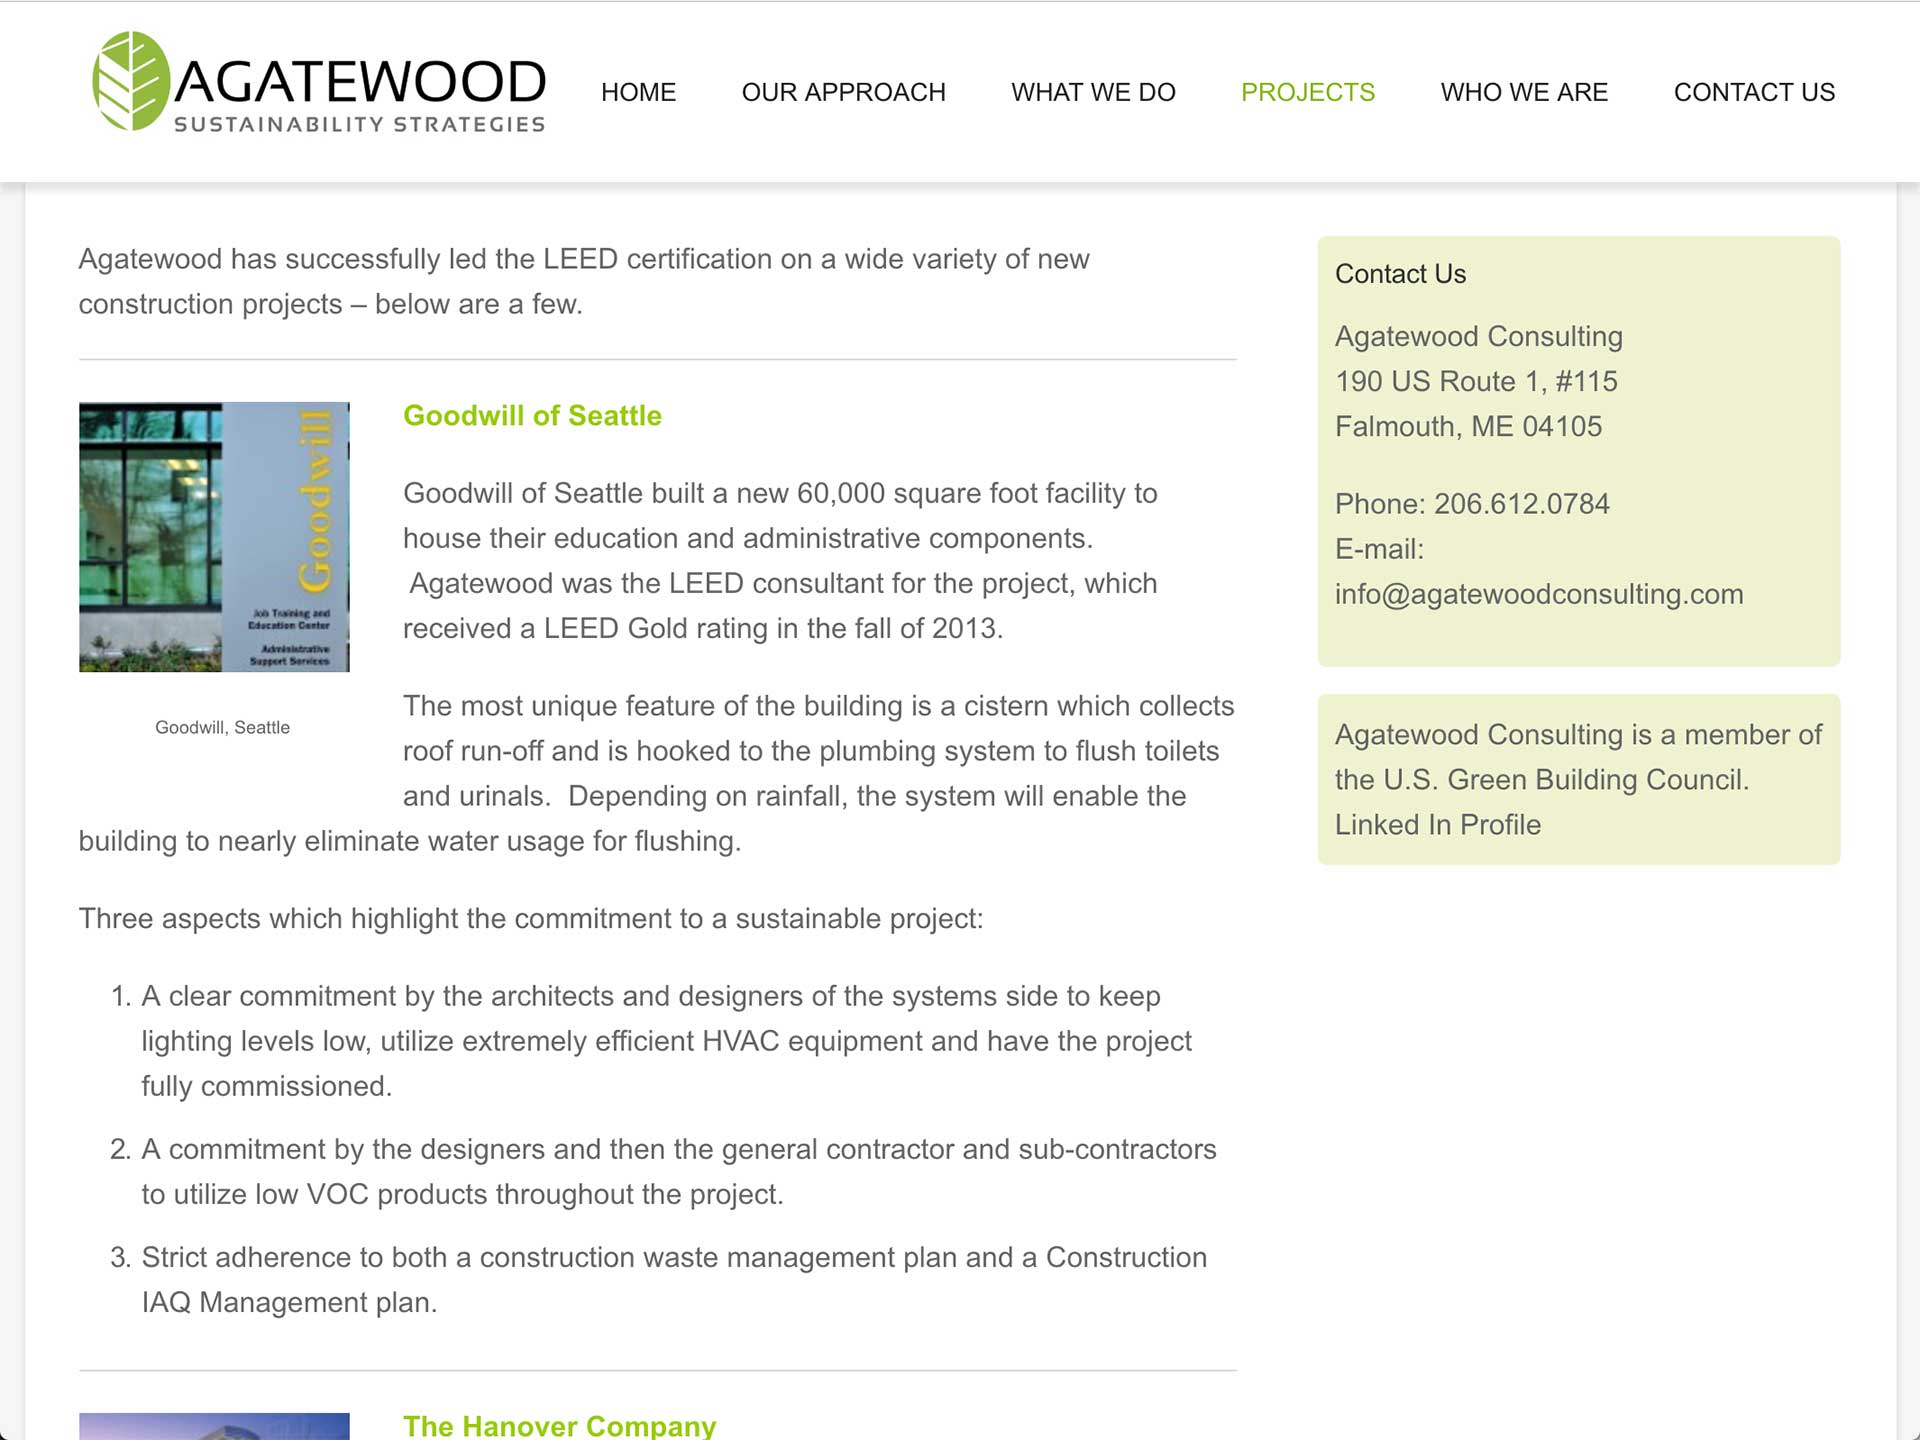 AGATEWOOD
SUSTAINABILITY STRATEGIES
HOME
OUR APPROACH
WHAT WE DO
PROJECTS
WHO WE ARE
CONTACT US
Agatewood has successfully led the LEED certification on a wide variety of new
construction projects – below are a few.
Goodwill
Job Training and
Education Center
Administrative
Support Services
Goodwill, Seattle
Goodwill of Seattle
Goodwill of Seattle built a new 60,000 square foot facility to
house their education and administrative components.
Agatewood was the LEED consultant for the project, which
received a LEED Gold rating in the fall of 2013.
The most unique feature of the building is a cistern which collects
roof run-off and is hooked to the plumbing system to flush toilets
and urinals.  Depending on rainfall, the system will enable the
building to nearly eliminate water usage for flushing.
Three aspects which highlight the commitment to a sustainable project:
1. A clear commitment by the architects and designers of the systems side to keep
lighting levels low, utilize extremely efficient HVAC equipment and have the project
fully commissioned.
2. A commitment by the designers and then the general contractor and sub-contractors
to utilize low VOC products throughout the project.
3. Strict adherence to both a construction waste management plan and a Construction
IAQ Management plan.
The Hanover Company
Contact Us
Agatewood Consulting
190 US Route 1, #115
Falmouth, ME 04105
Phone: 206.612.0784
E-mail:
info@agatewoodconsulting.com
Agatewood Consulting is a member of
the U.S. Green Building Council.
Linked In Profile